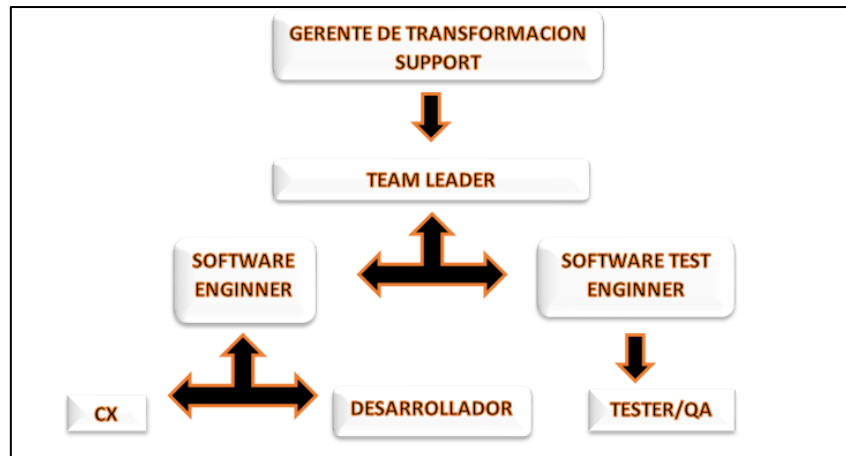 GERENTE DE TRANSFORMACION
SUPPORT
TEAM LEADER
SOFTWARE
ENGINNER
SOFTWARE TEST
ENGINNER
CX
DESARROLLADOR
TESTER/QA